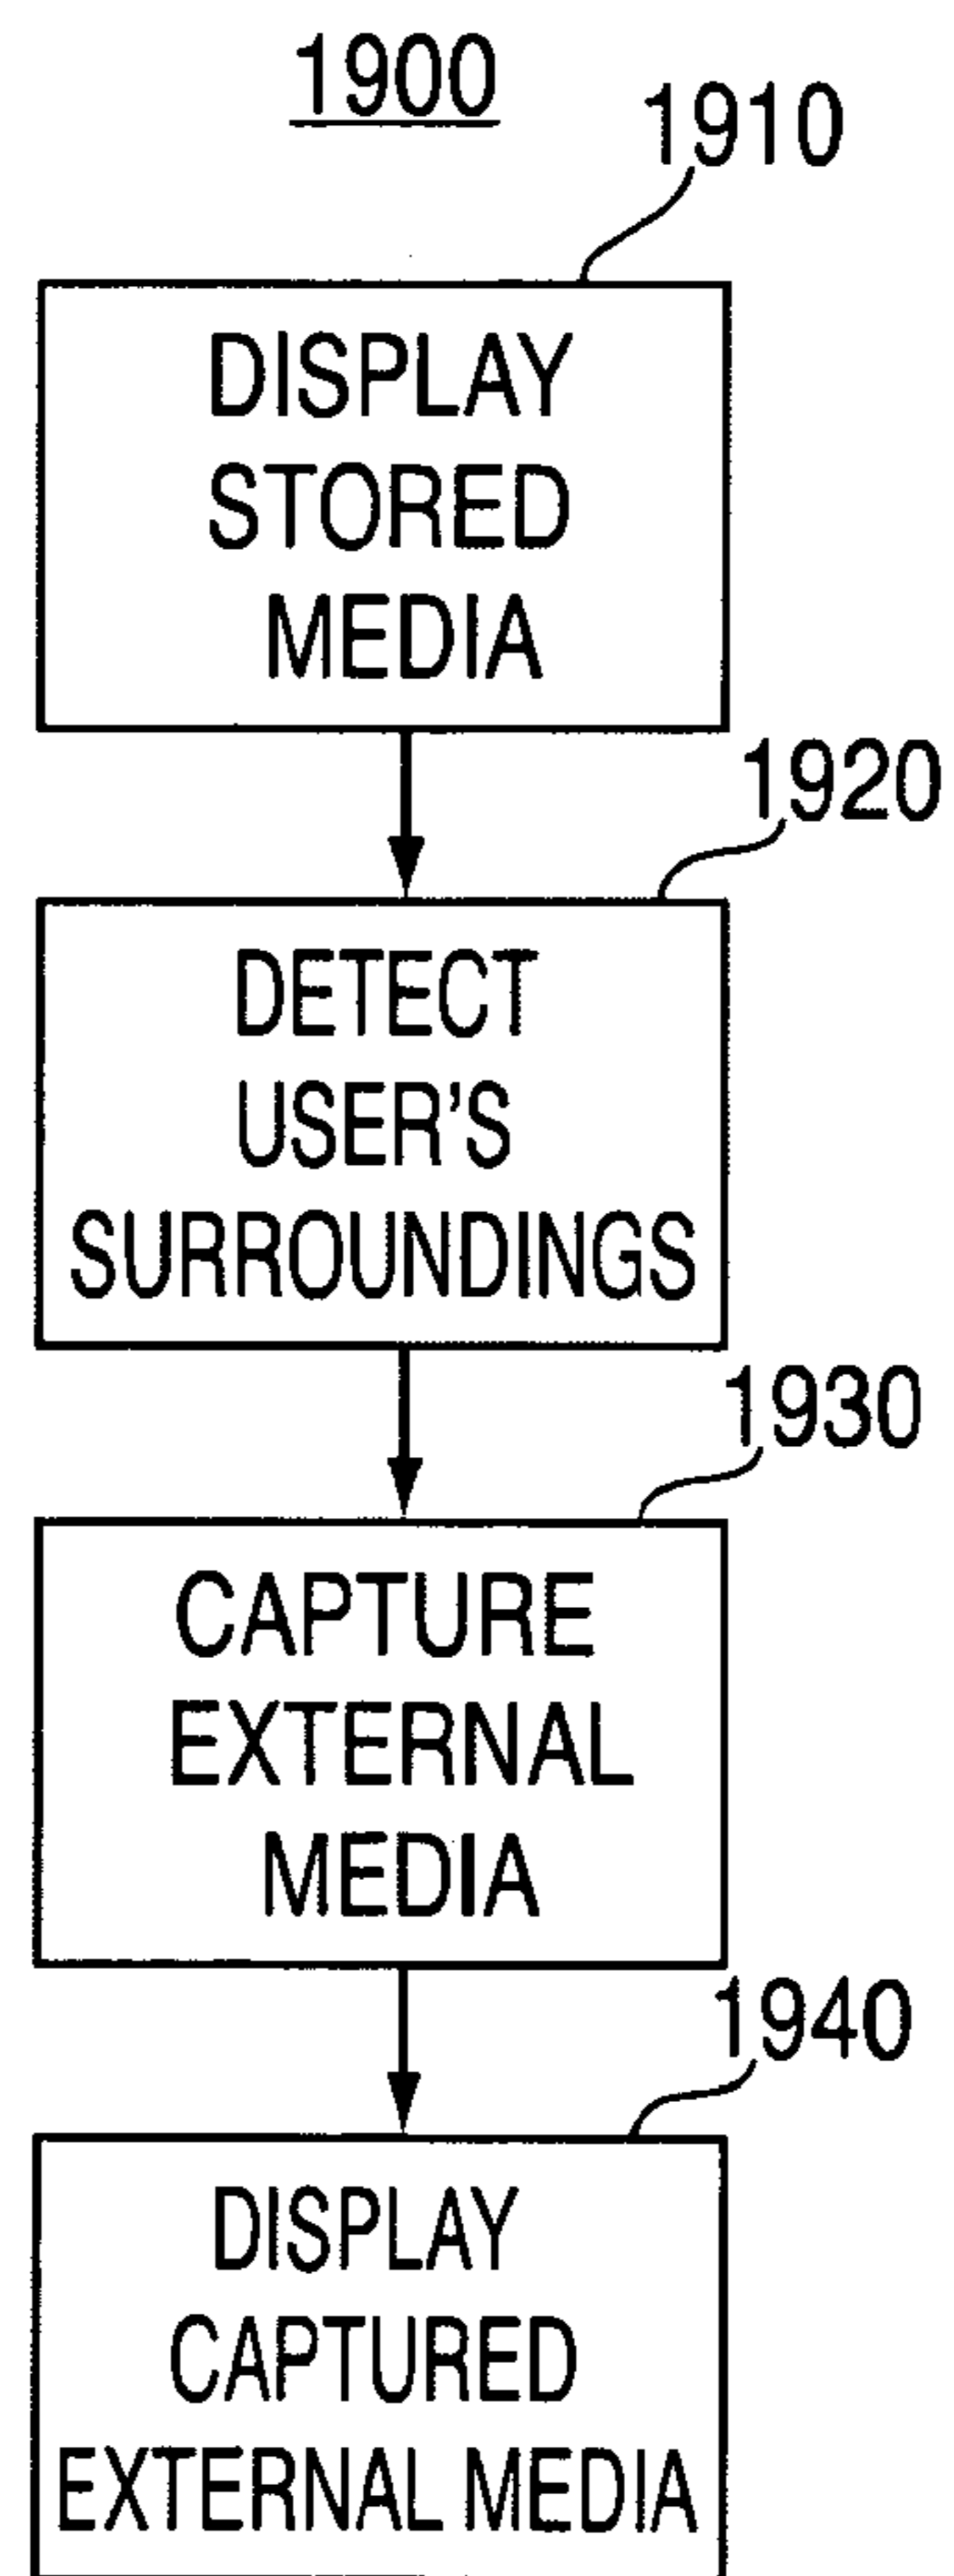 1900
1910
DISPLAY
STORED
MEDIA
1920
DETECT
USER'S
SURROUNDINGS
1930
CAPTURE
EXTERNAL
MEDIA
1940
DISPLAY
CAPTURED
EXTERNAL MEDIA